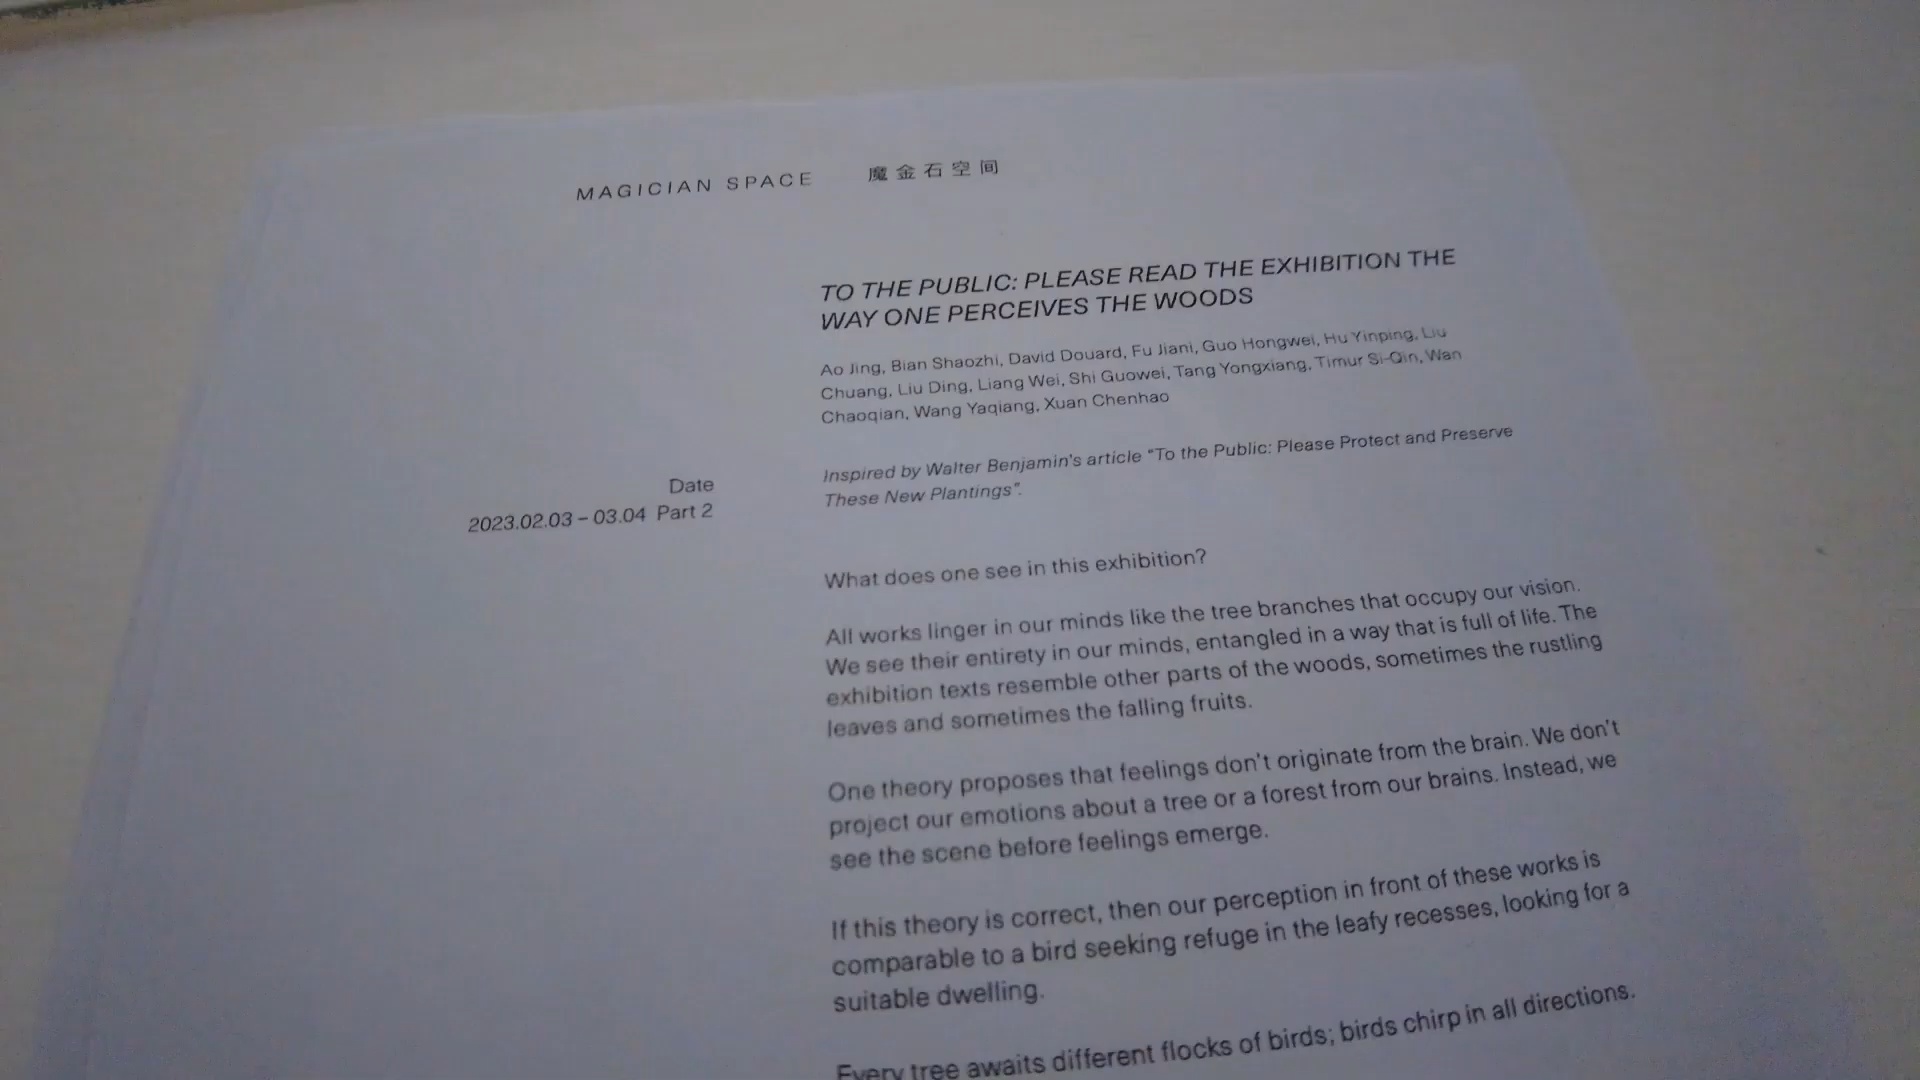 MAGICIAN SPACE 魔金石空间
TO THE PUBLIC: PLEASE READ THE EXHIBITION THE
WAY ONE PERCEIVES THE WOODS
Ao Jing, Bian Shaozhi, David Douard, Fu Jiani, Guo Hongwei, Hu Yinping, Liu
Chuang, Liu Ding, Liang Wei, Shi Guowei, Tang Yongxiang, Timur Si-Qin, Wan
Chaoqian, Wang Yaqiang, Xuan Chenhao
Inspired by Walter Benjamin's article "To the Public: Please Protect and Preserve
These New Plantings".
Date
2023.02.03 – 03.04 Part 2
What does one see in this exhibition?
All works linger in our minds like the tree branches that occupy our vision.
We see their entirety in our minds, entangled in a way that is full of life. The
exhibition texts resemble other parts of the woods, sometimes the rustling
leaves and sometimes the falling fruits.
One theory proposes that feelings don't originate from the brain. We don't
project our emotions about a tree or a forest from our brains. Instead, we
see the scene before feelings emerge.
If this theory is correct, then our perception in front of these works is
comparable to a bird seeking refuge in the leafy recesses, looking for a
suitable dwelling.
Every tree awaits different flocks of birds; birds chirp in all directions.